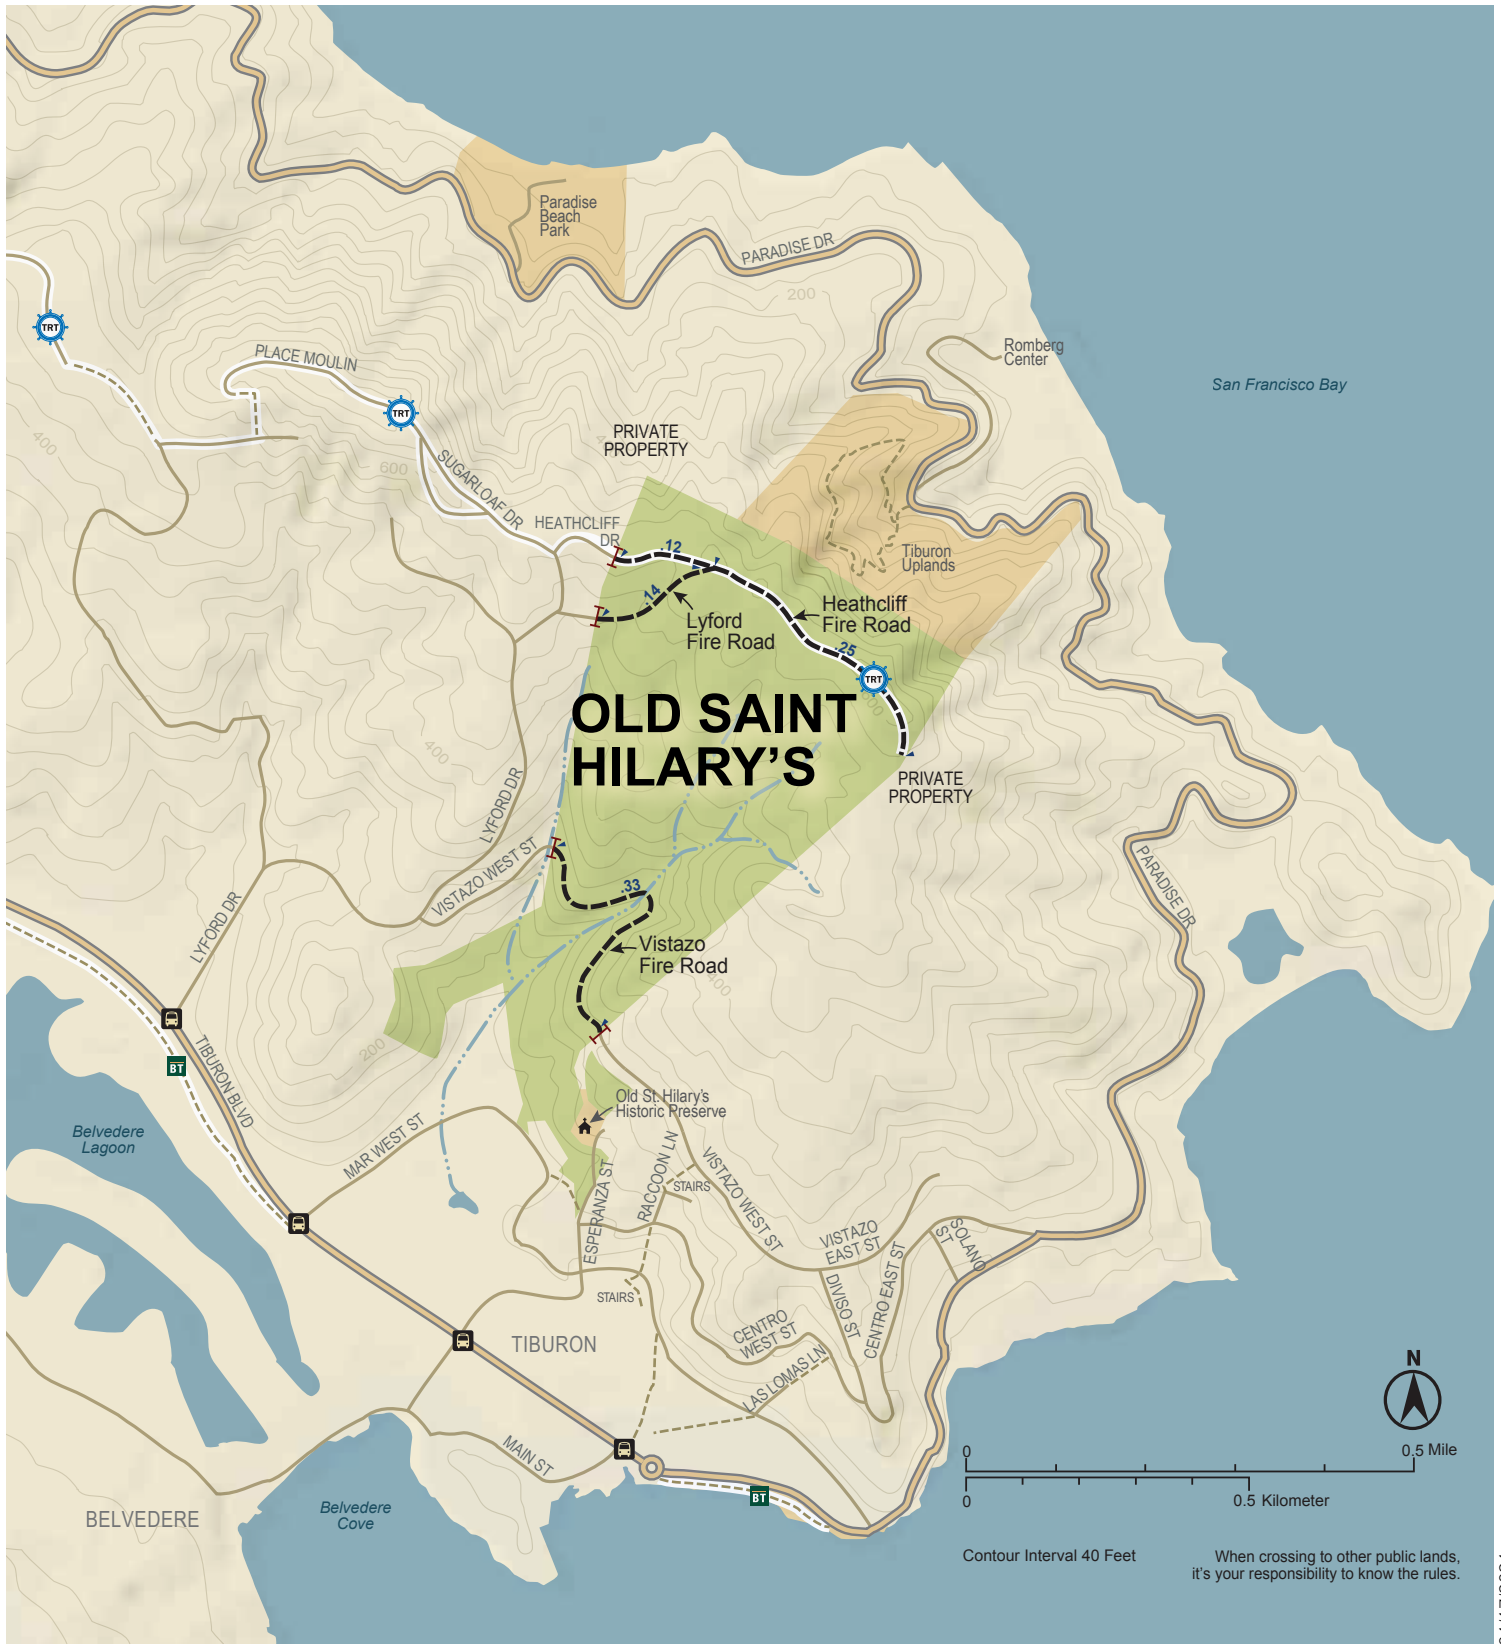 Paradise
Beach
Park
PARADISE DR
200
Romberg
Center
San Francisco Bay
TRT
PLACE MOULIN
TRT
400
600
SUGARLOAF DR
PRIVATE
PROPERTY
HEATHCLIFF
DR
.12
.14
Tiburon
Uplands
Lyford
Fire Road
Heathcliff
Fire Road
.25
TRT
OLD SAINT
HILARY'S
400
LYFORD DR
PRIVATE
PROPERTY
VISTAZO WEST ST
.33
PARADISE DR
LYFORD DR
Vistazo
Fire Road
400
200
BT
TIBURON BLVD
Old St. Hilary's
Historic Preserve
Belvedere
Lagoon
MAR WEST ST
RACCOON LN
STAIRS
ESPERANZA ST
VISTAZO WEST ST
VISTAZO
EAST ST
SOLANO
ST
CENTRO EAST ST
DIVISO ST
STAIRS
TIBURON
CENTRO
WEST ST
LAS LOMAS LN
MAIN ST
BT
BELVEDERE
Belvedere
Cove
N
0
0.5 Mile
0
0.5 Kilometer
Contour Interval 40 Feet
When crossing to other public lands,
it's your responsibility to know the rules.